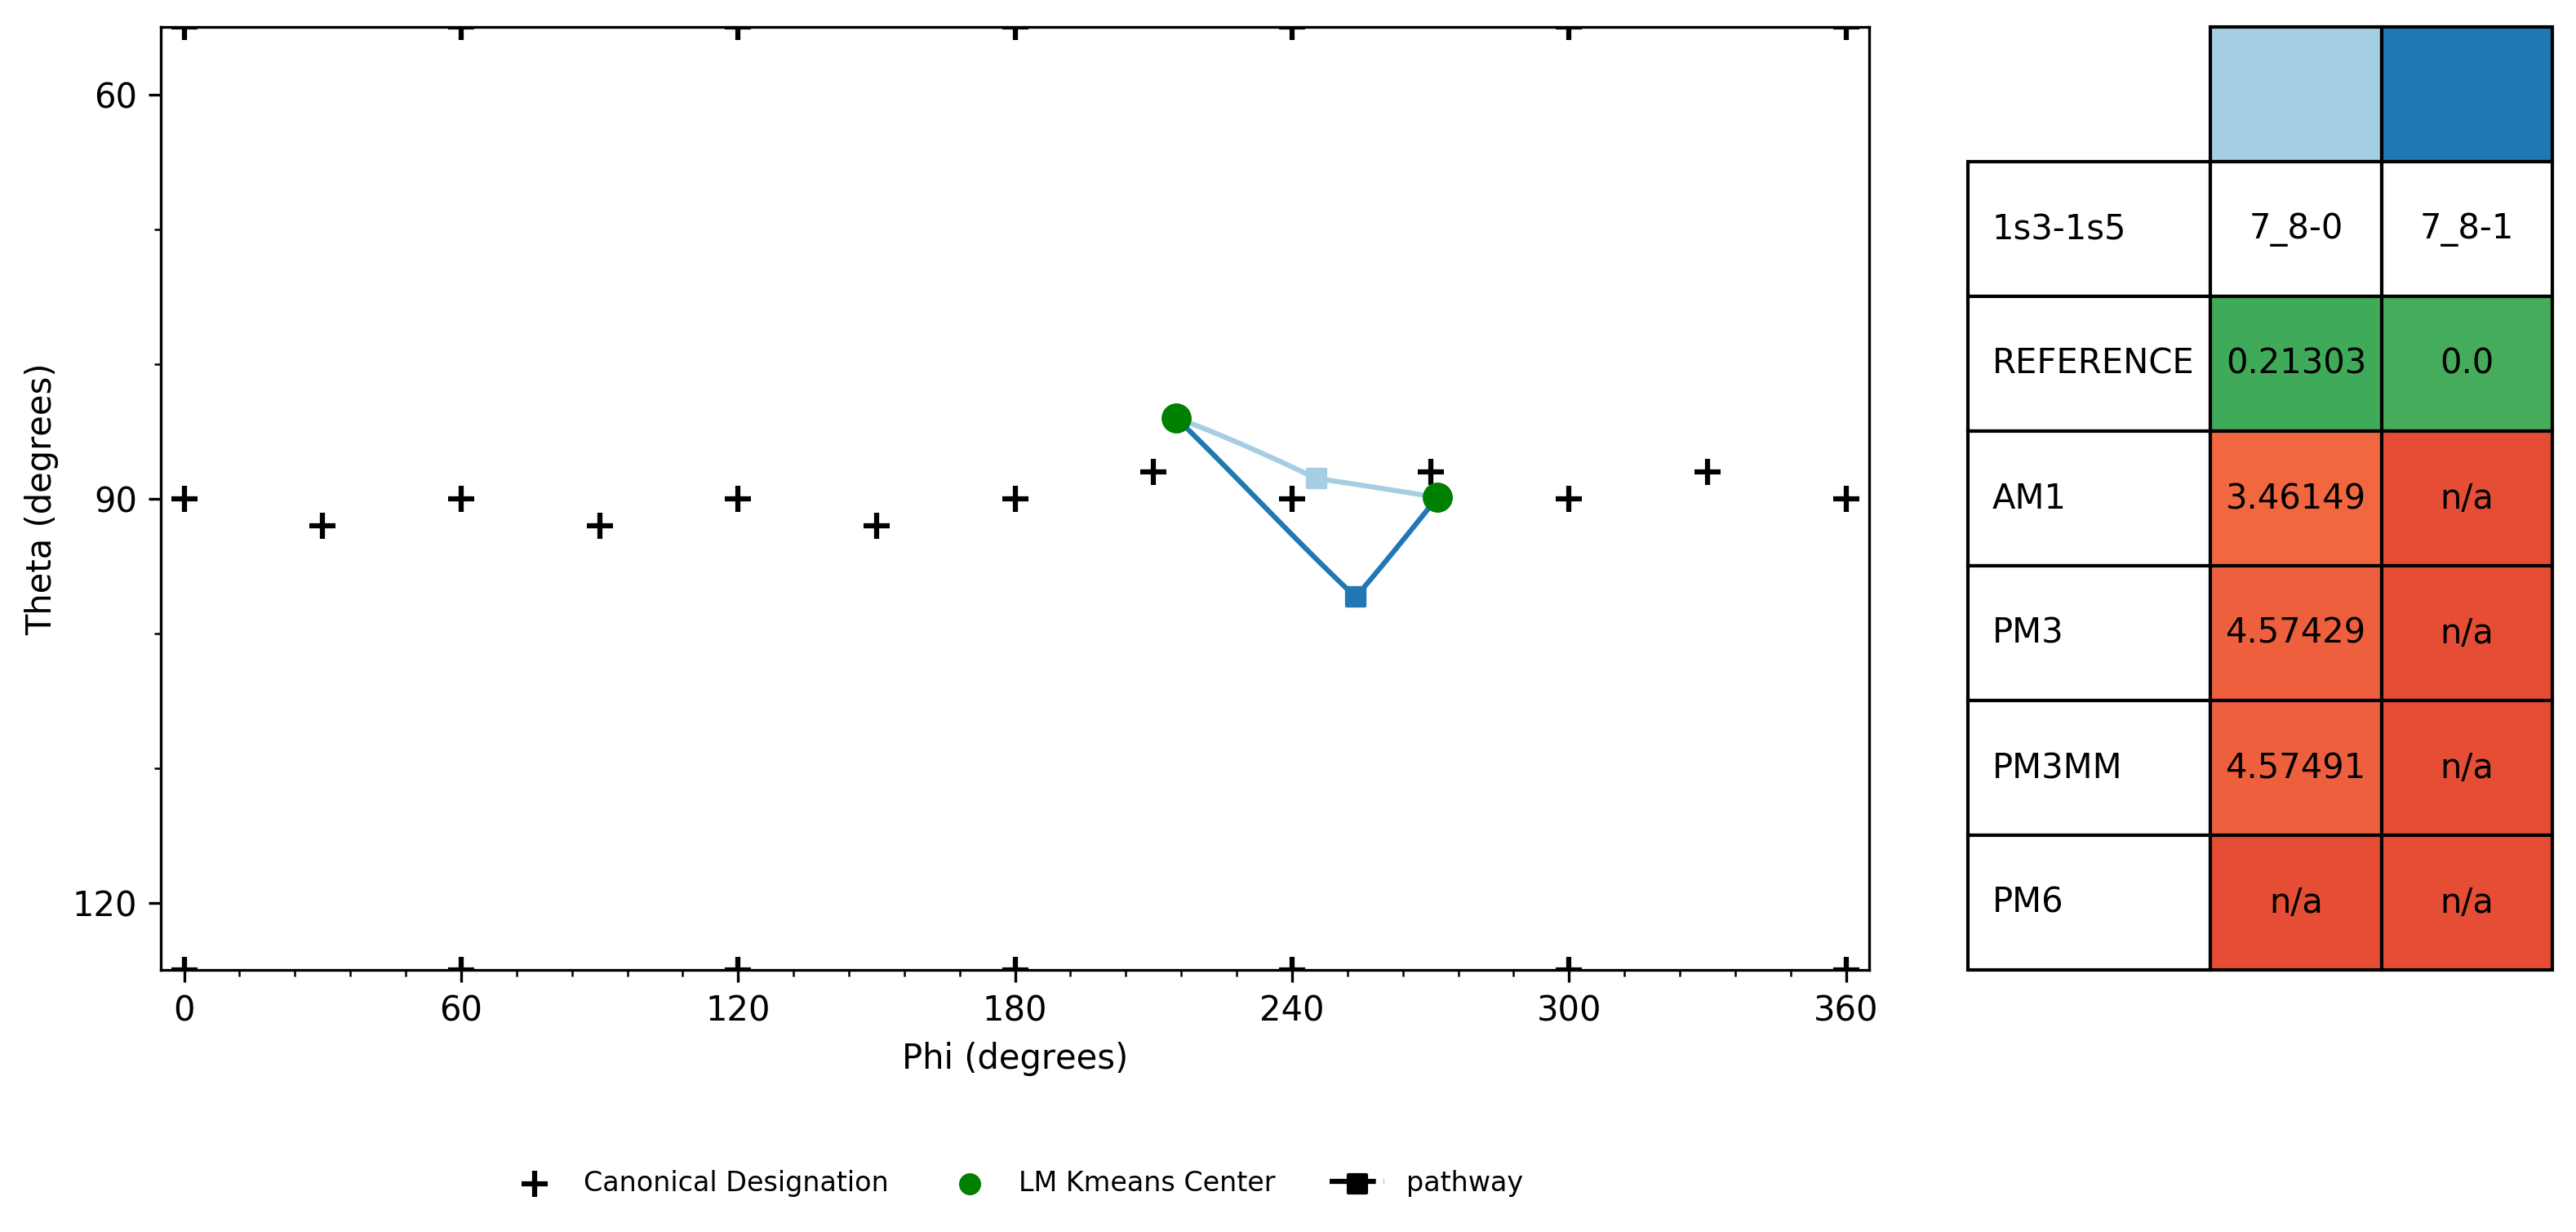 60
90
120
Theta (degrees)
0 60 120 180 240 300 360
Phi (degrees)
Canonical Designation LM Kmeans Center pathway
1s3-1s5 7_8-0 7_8-1
REFERENCE 0.21303 0.0
AM1 3.46149 n/a
PM3 4.57429 n/a
PM3MM 4.57491 n/a
PM6 n/a n/a